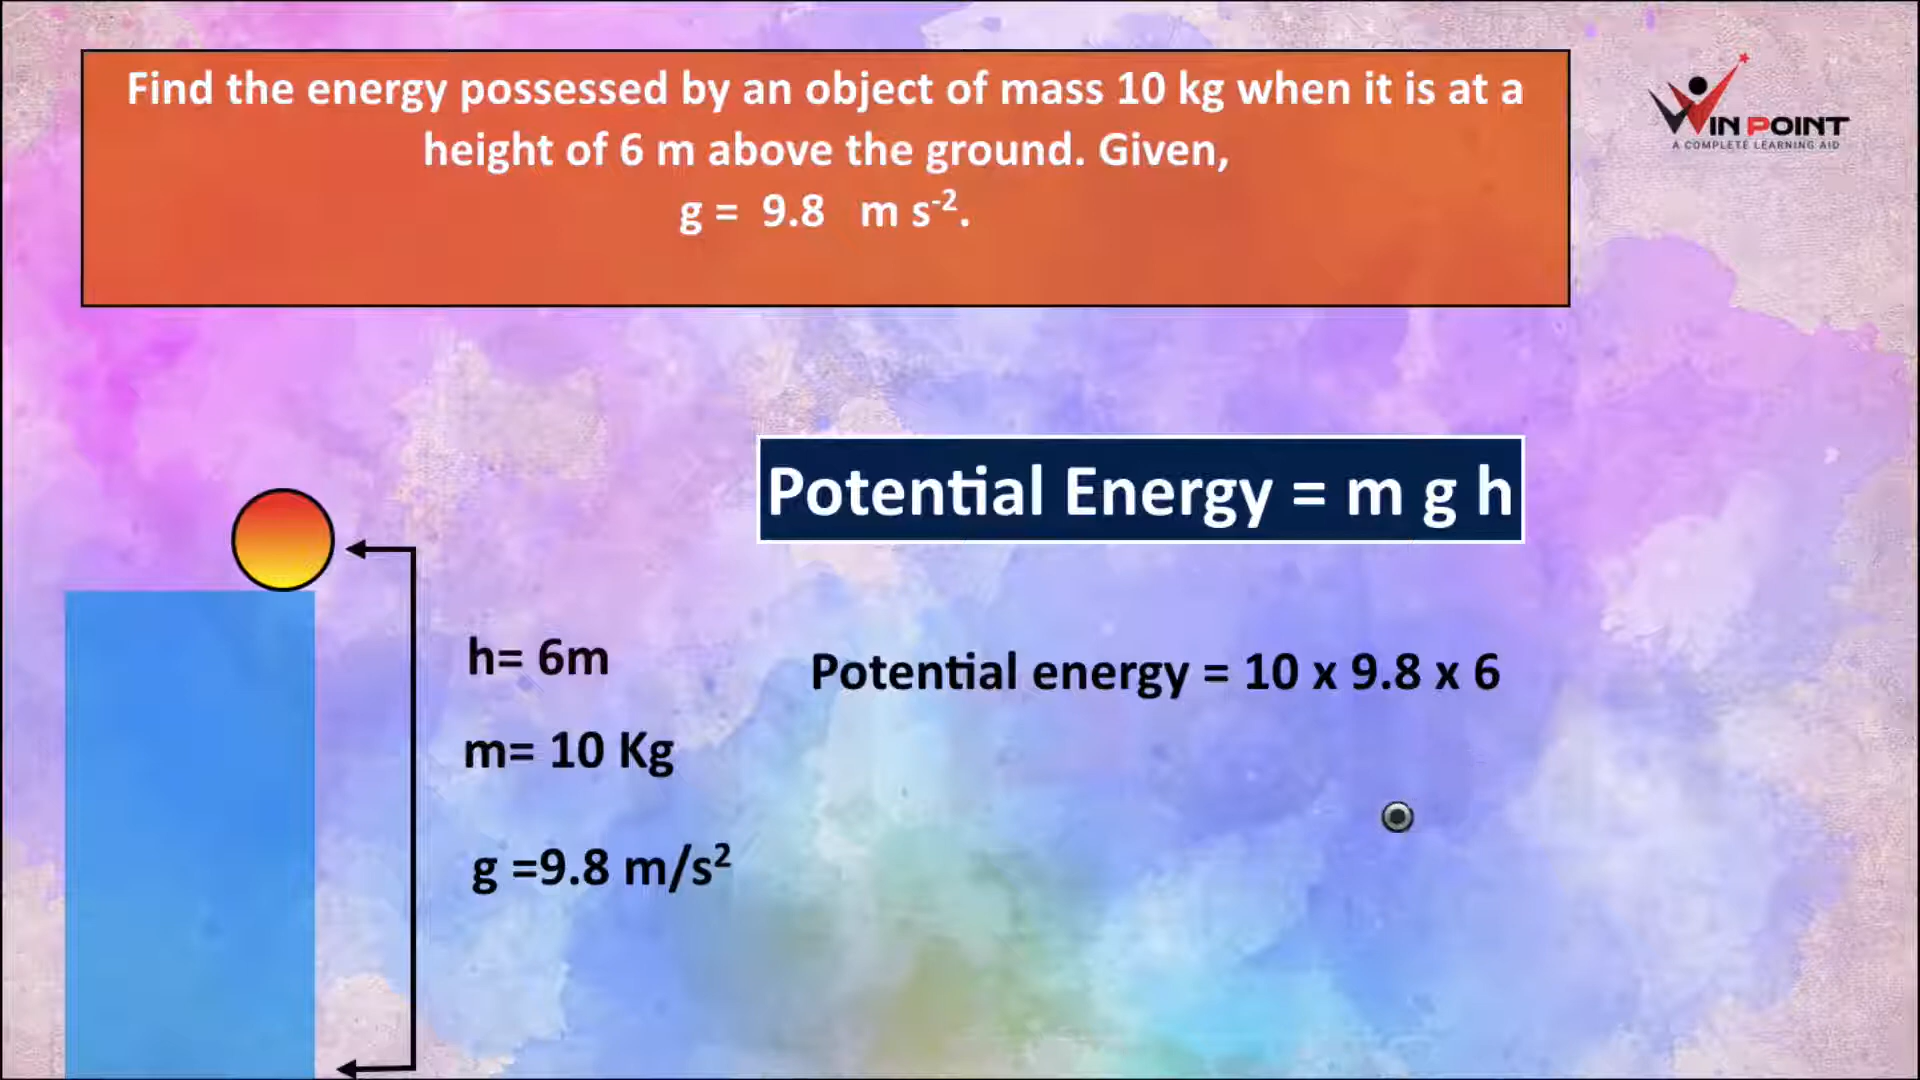 Find the energy possessed by an object of mass 10 kg when it is at a
height of 6 m above the ground. Given,
g = 9.8 m s⁻².
WIN POINT
A COMPLETE LEARNING AID
Potential Energy = m g h
h= 6m
Potential energy = 10 x 9.8 x 6
m= 10 Kg
g =9.8 m/s²